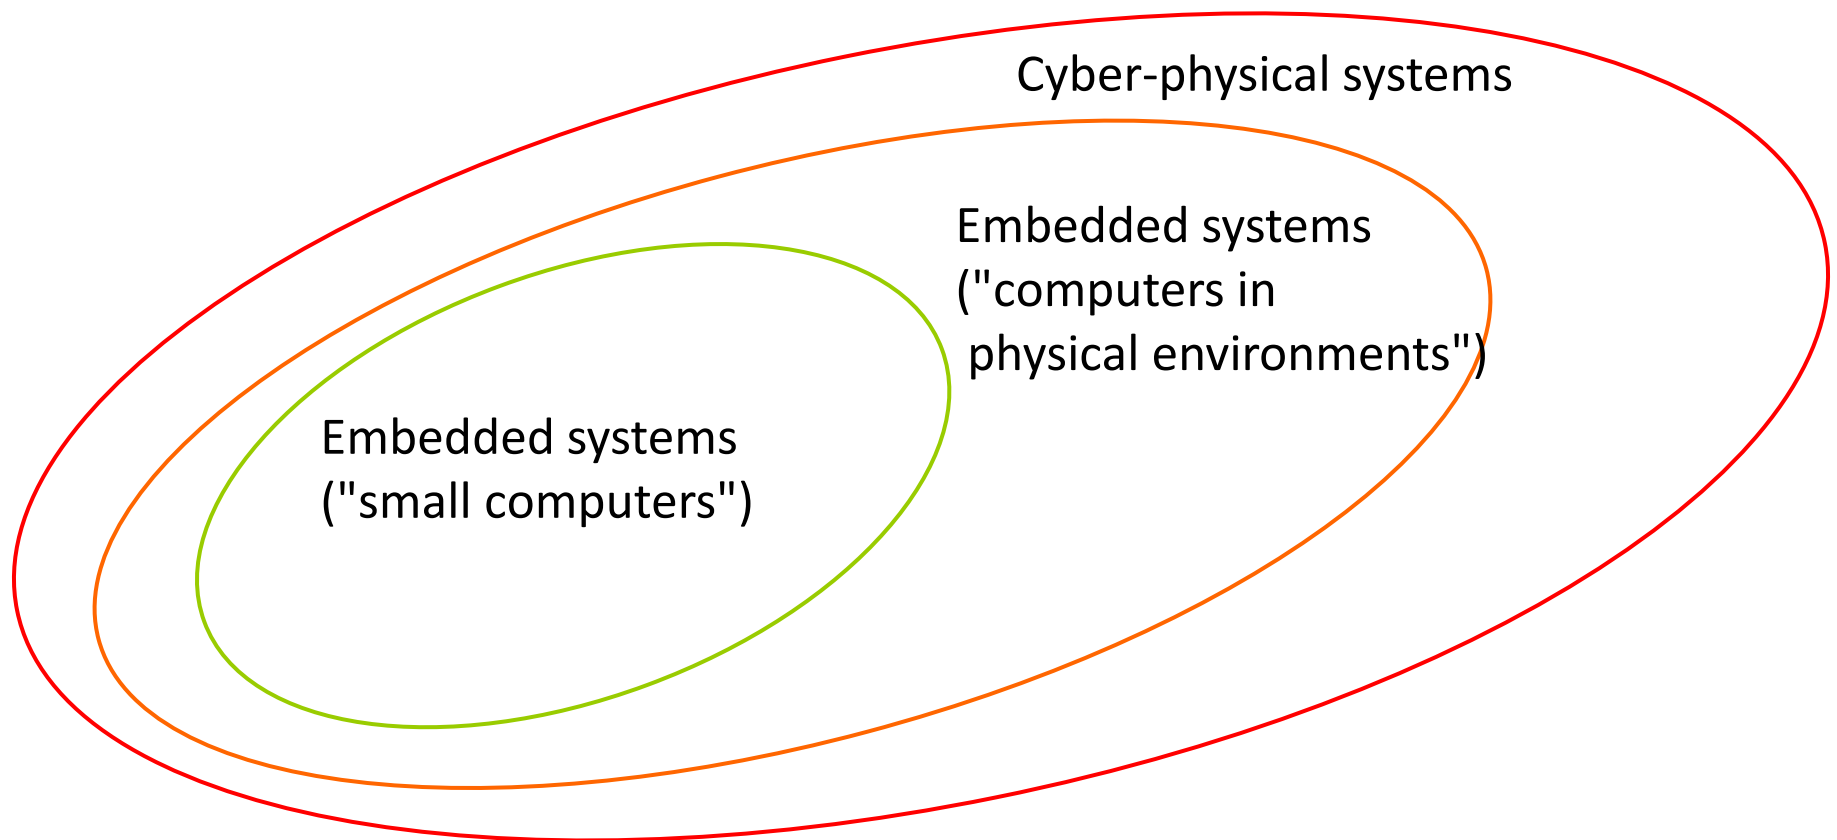 Cyber-physical systems
Embedded systems
("computers in
physical environments")
Embedded systems
("small computers")